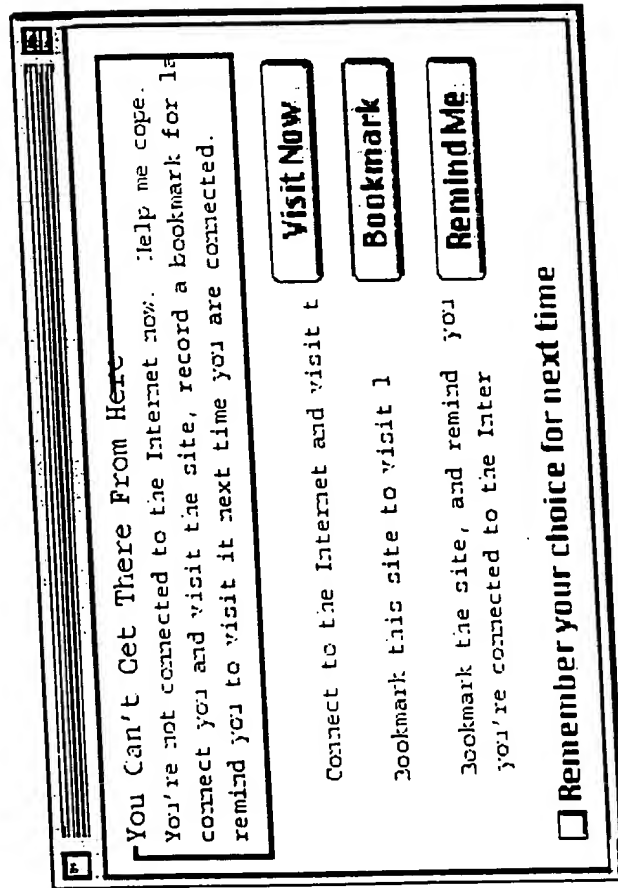 You Can't Get There From Here
You're not connected to the Internet now. Help me cope.
connect you and visit the site, record a bookmark for la
remind you to visit it next time you are connected.
Connect to the Internet and visit t
Visit Now
Bookmark this site to visit l
Bookmark
Bookmark the site, and remind you
you're connected to the Inter
Remind Me
Remember your choice for next time